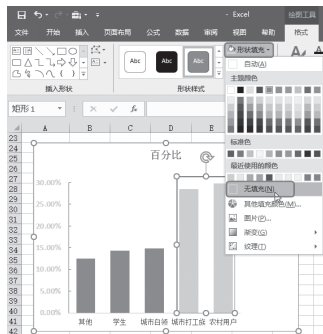 - Excel
绘图工具
文件 开始 插入 页面布局 公式 数据 审阅 视图 帮助 格式
Abc Abc Abc
形状填充
插入形状 形状样式
自动(A)
主题颜色
标准色
最近使用的颜色
无填充(N)
其他填充颜色(M)...
图片(P)...
渐变(G)
纹理(T)
矩形 1
fx
A B C D E
23
24
25
26
27
28
29
30
31
32
33
34
35
36
37
38
39
40
41
42
百分比
30.00%
25.00%
20.00%
15.00%
10.00%
5.00%
0.00%
其他 学生 城市白领 城市打工族 农村用户